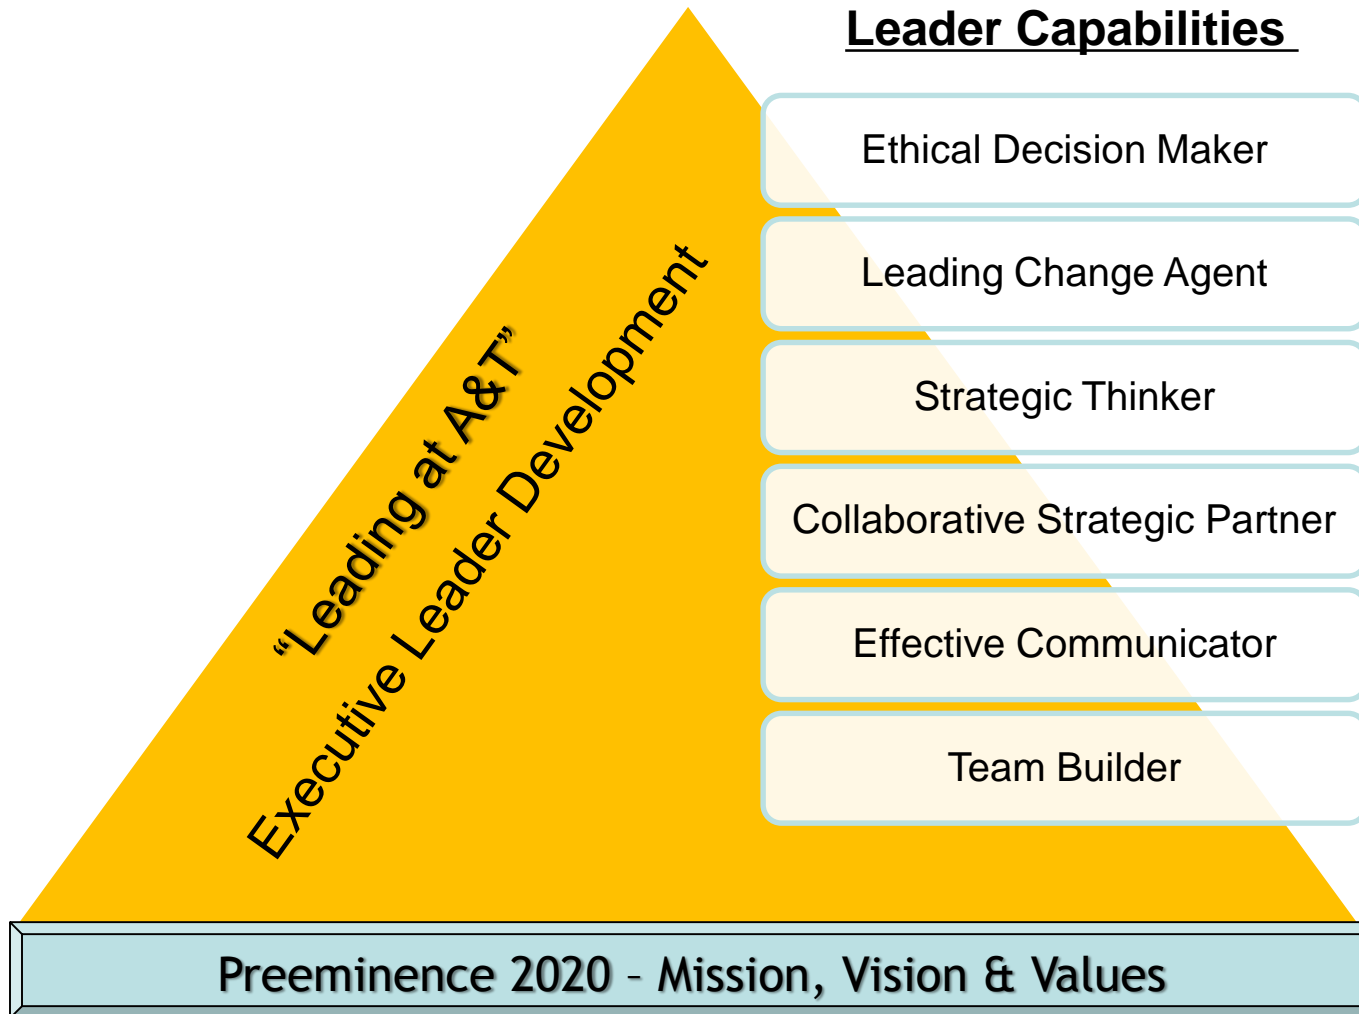 Leader Capabilities
Ethical Decision Maker
Leading Change Agent
Strategic Thinker
Collaborative Strategic Partner
Effective Communicator
Team Builder
“Leading at A&T”
Executive Leader Development
Preeminence 2020 – Mission, Vision & Values